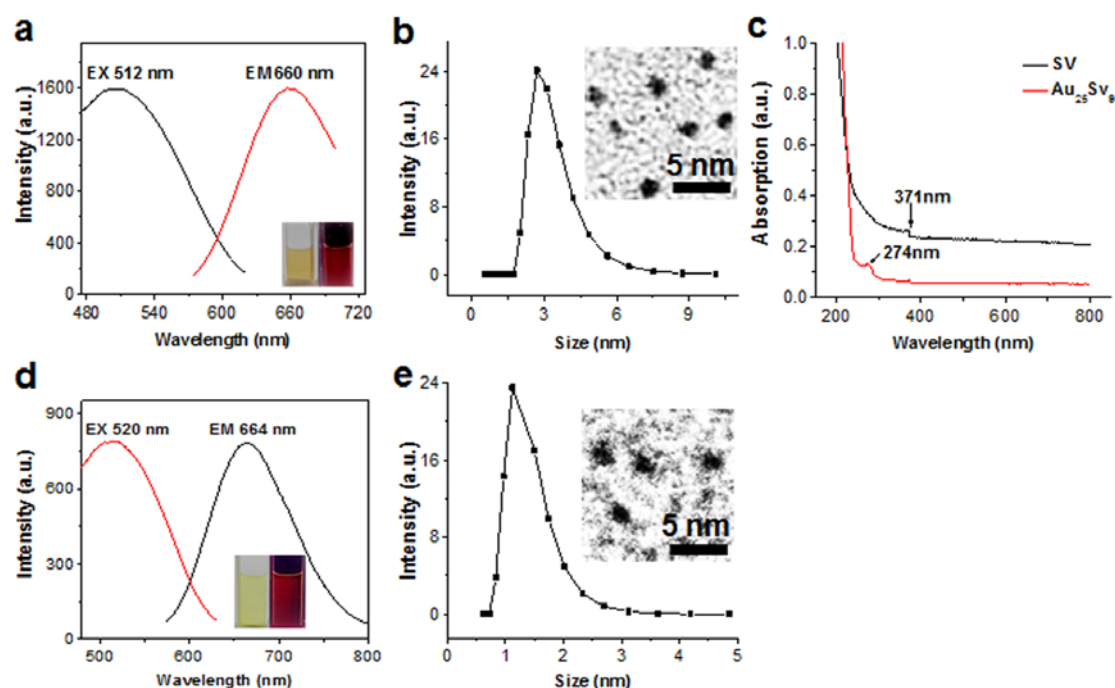 a
EX 512 nm
EM 660 nm
Intensity (a.u.)
1600
1200
800
400
0
480 540 600 660 720
Wavelength (nm)
b
Intensity (a.u.)
24
16
8
0
0 3 6 9
Size (nm)
5 nm
c
Absorption (a.u.)
1.0
0.8
0.6
0.4
0.2
0.0
200 400 600 800
Wavelength (nm)
SV
Au₂₅Sv₉
371nm
274nm
d
EX 520 nm
EM 664 nm
Intensity (a.u.)
900
600
300
0
500 600 700 800
Wavelength (nm)
e
Intensity (a.u.)
24
16
8
0
0 1 2 3 4 5
Size (nm)
5 nm